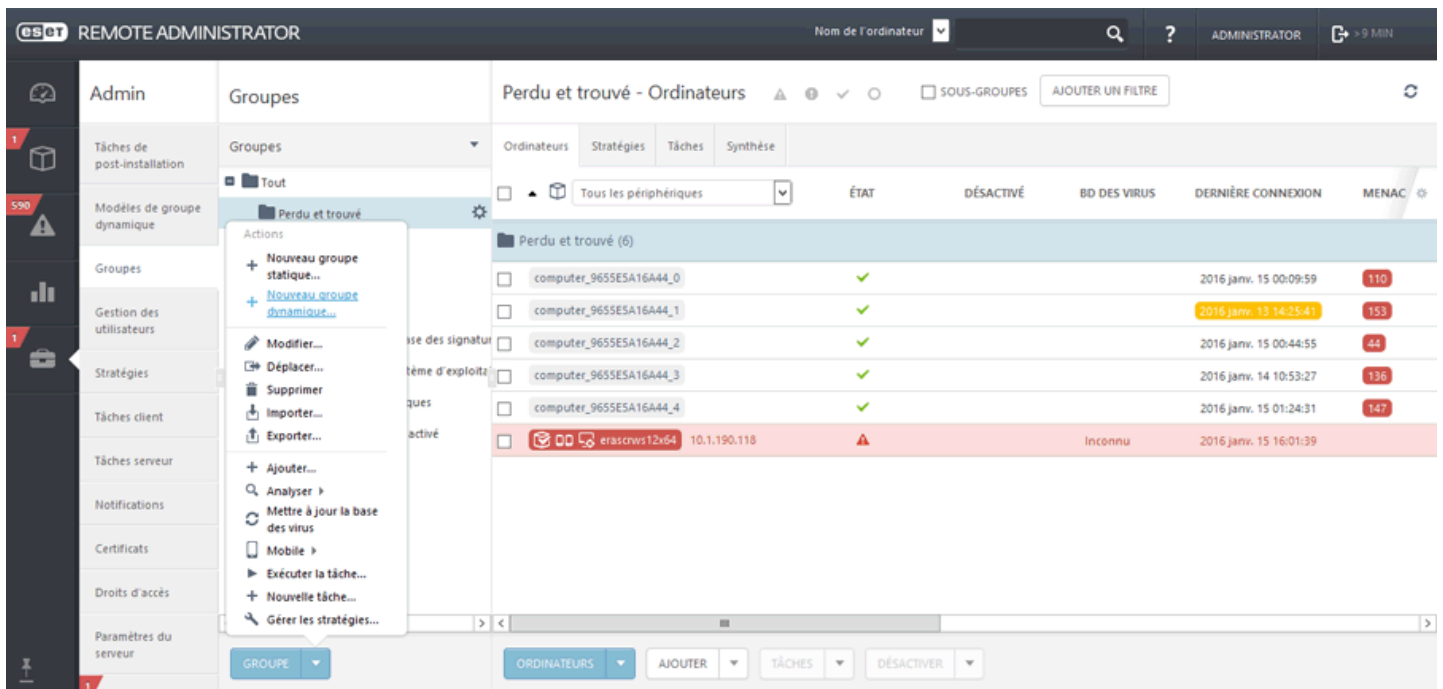 eset REMOTE ADMINISTRATOR
Nom de l'ordinateur
?
ADMINISTRATOR
>9 MIN
1
590
1
Admin
Tâches de
post-installation
Modèles de groupe
dynamique
Groupes
Gestion des
utilisateurs
Stratégies
Tâches client
Tâches serveur
Notifications
Certificats
Droits d'accès
Paramètres du
serveur
1
Groupes
Groupes
Tout
Perdu et trouvé
Actions
Nouveau groupe
statique...
Nouveau groupe
dynamique...
Modifier...
Déplacer...
Supprimer
Importer...
Exporter...
Ajouter...
Analyser
Mettre à jour la base
des virus
Mobile
Exécuter la tâche...
Nouvelle tâche...
Gérer les stratégies...
ase des signatur
tème d'exploita
ques
activé
GROUPE
Perdu et trouvé - Ordinateurs
SOUS-GROUPES
AJOUTER UN FILTRE
Ordinateurs Stratégies Tâches Synthèse
Tous les périphériques ÉTAT DÉSACTIVÉ BD DES VIRUS DERNIÈRE CONNEXION MENAC
Perdu et trouvé (6)
computer_9655E5A16A44_0 2016 janv. 15 00:09:59 110
computer_9655E5A16A44_1 2016 janv. 13 14:25:41 153
computer_9655E5A16A44_2 2016 janv. 15 00:44:55 44
computer_9655E5A16A44_3 2016 janv. 14 10:53:27 136
computer_9655E5A16A44_4 2016 janv. 15 01:24:31 147
erascrws12x64 10.1.190.118 Inconnu 2016 janv. 15 16:01:39
ORDINATEURS AJOUTER TÂCHES DÉSACTIVER